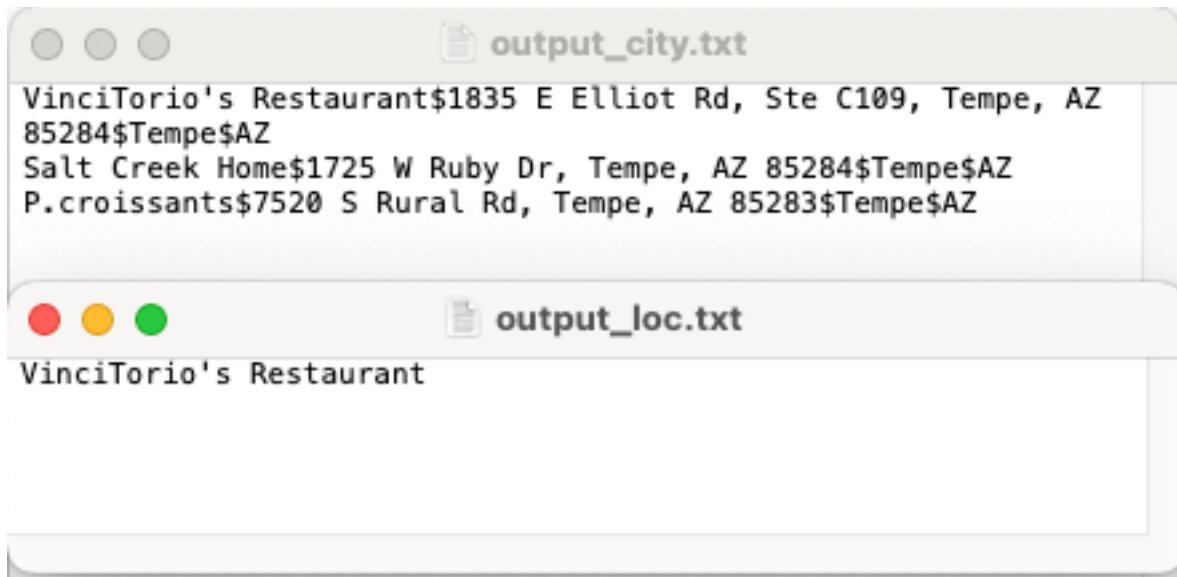 output_city.txt
VinciTorio's Restaurant$1835 E Elliot Rd, Ste C109, Tempe, AZ
85284$Tempe$AZ
Salt Creek Home$1725 W Ruby Dr, Tempe, AZ 85284$Tempe$AZ
P.croissants$7520 S Rural Rd, Tempe, AZ 85283$Tempe$AZ
output_loc.txt
VinciTorio's Restaurant